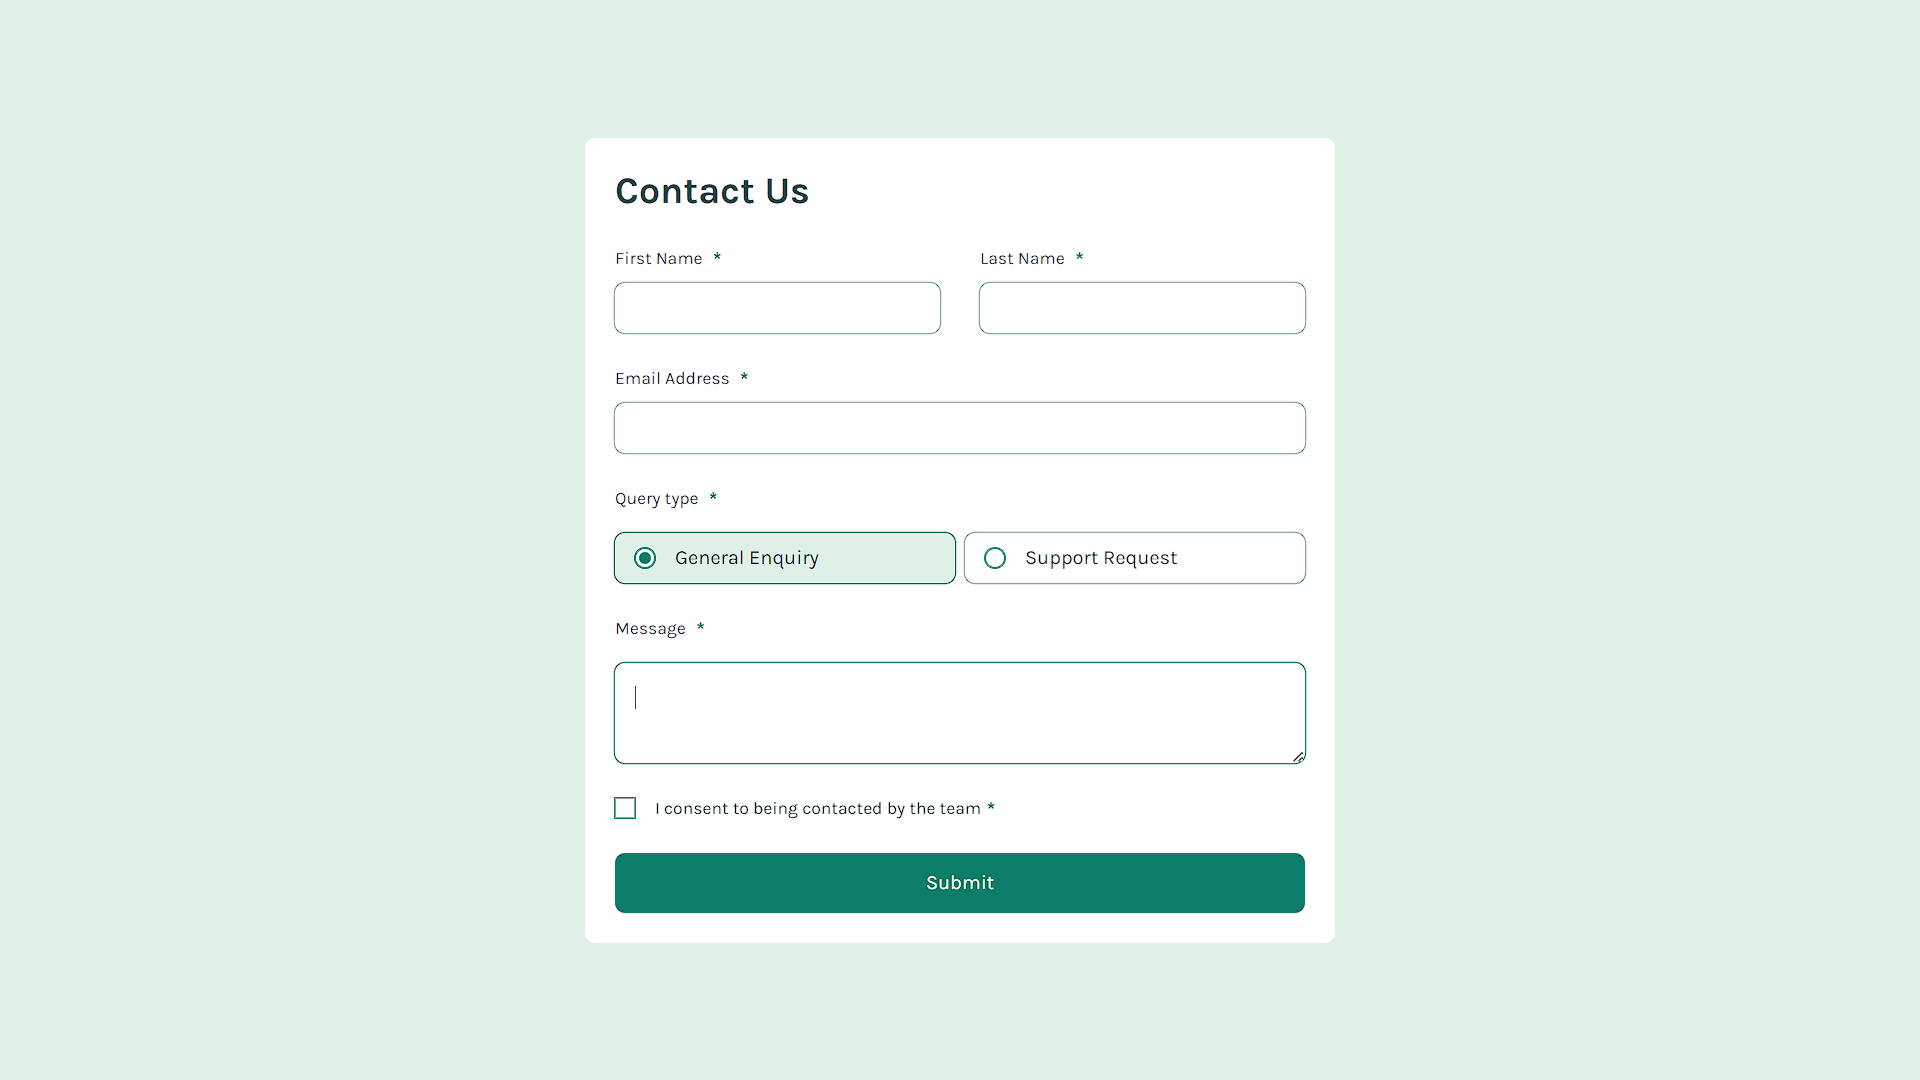 Contact Us
First Name * Last Name *
Email Address *
Query type *
General Enquiry Support Request
Message *
I consent to being contacted by the team *
Submit